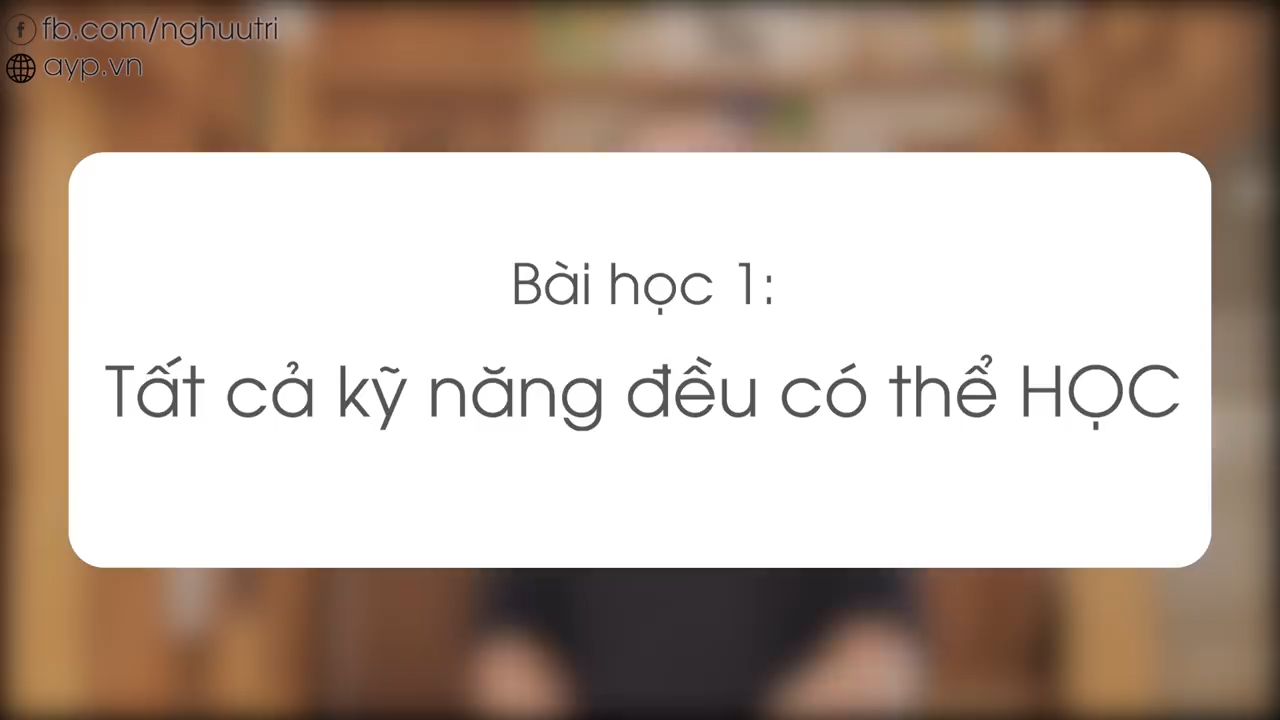 fb.com/nghuutri
ayp.vn
Bài học 1:
Tất cả kỹ năng đều có thể HỌC